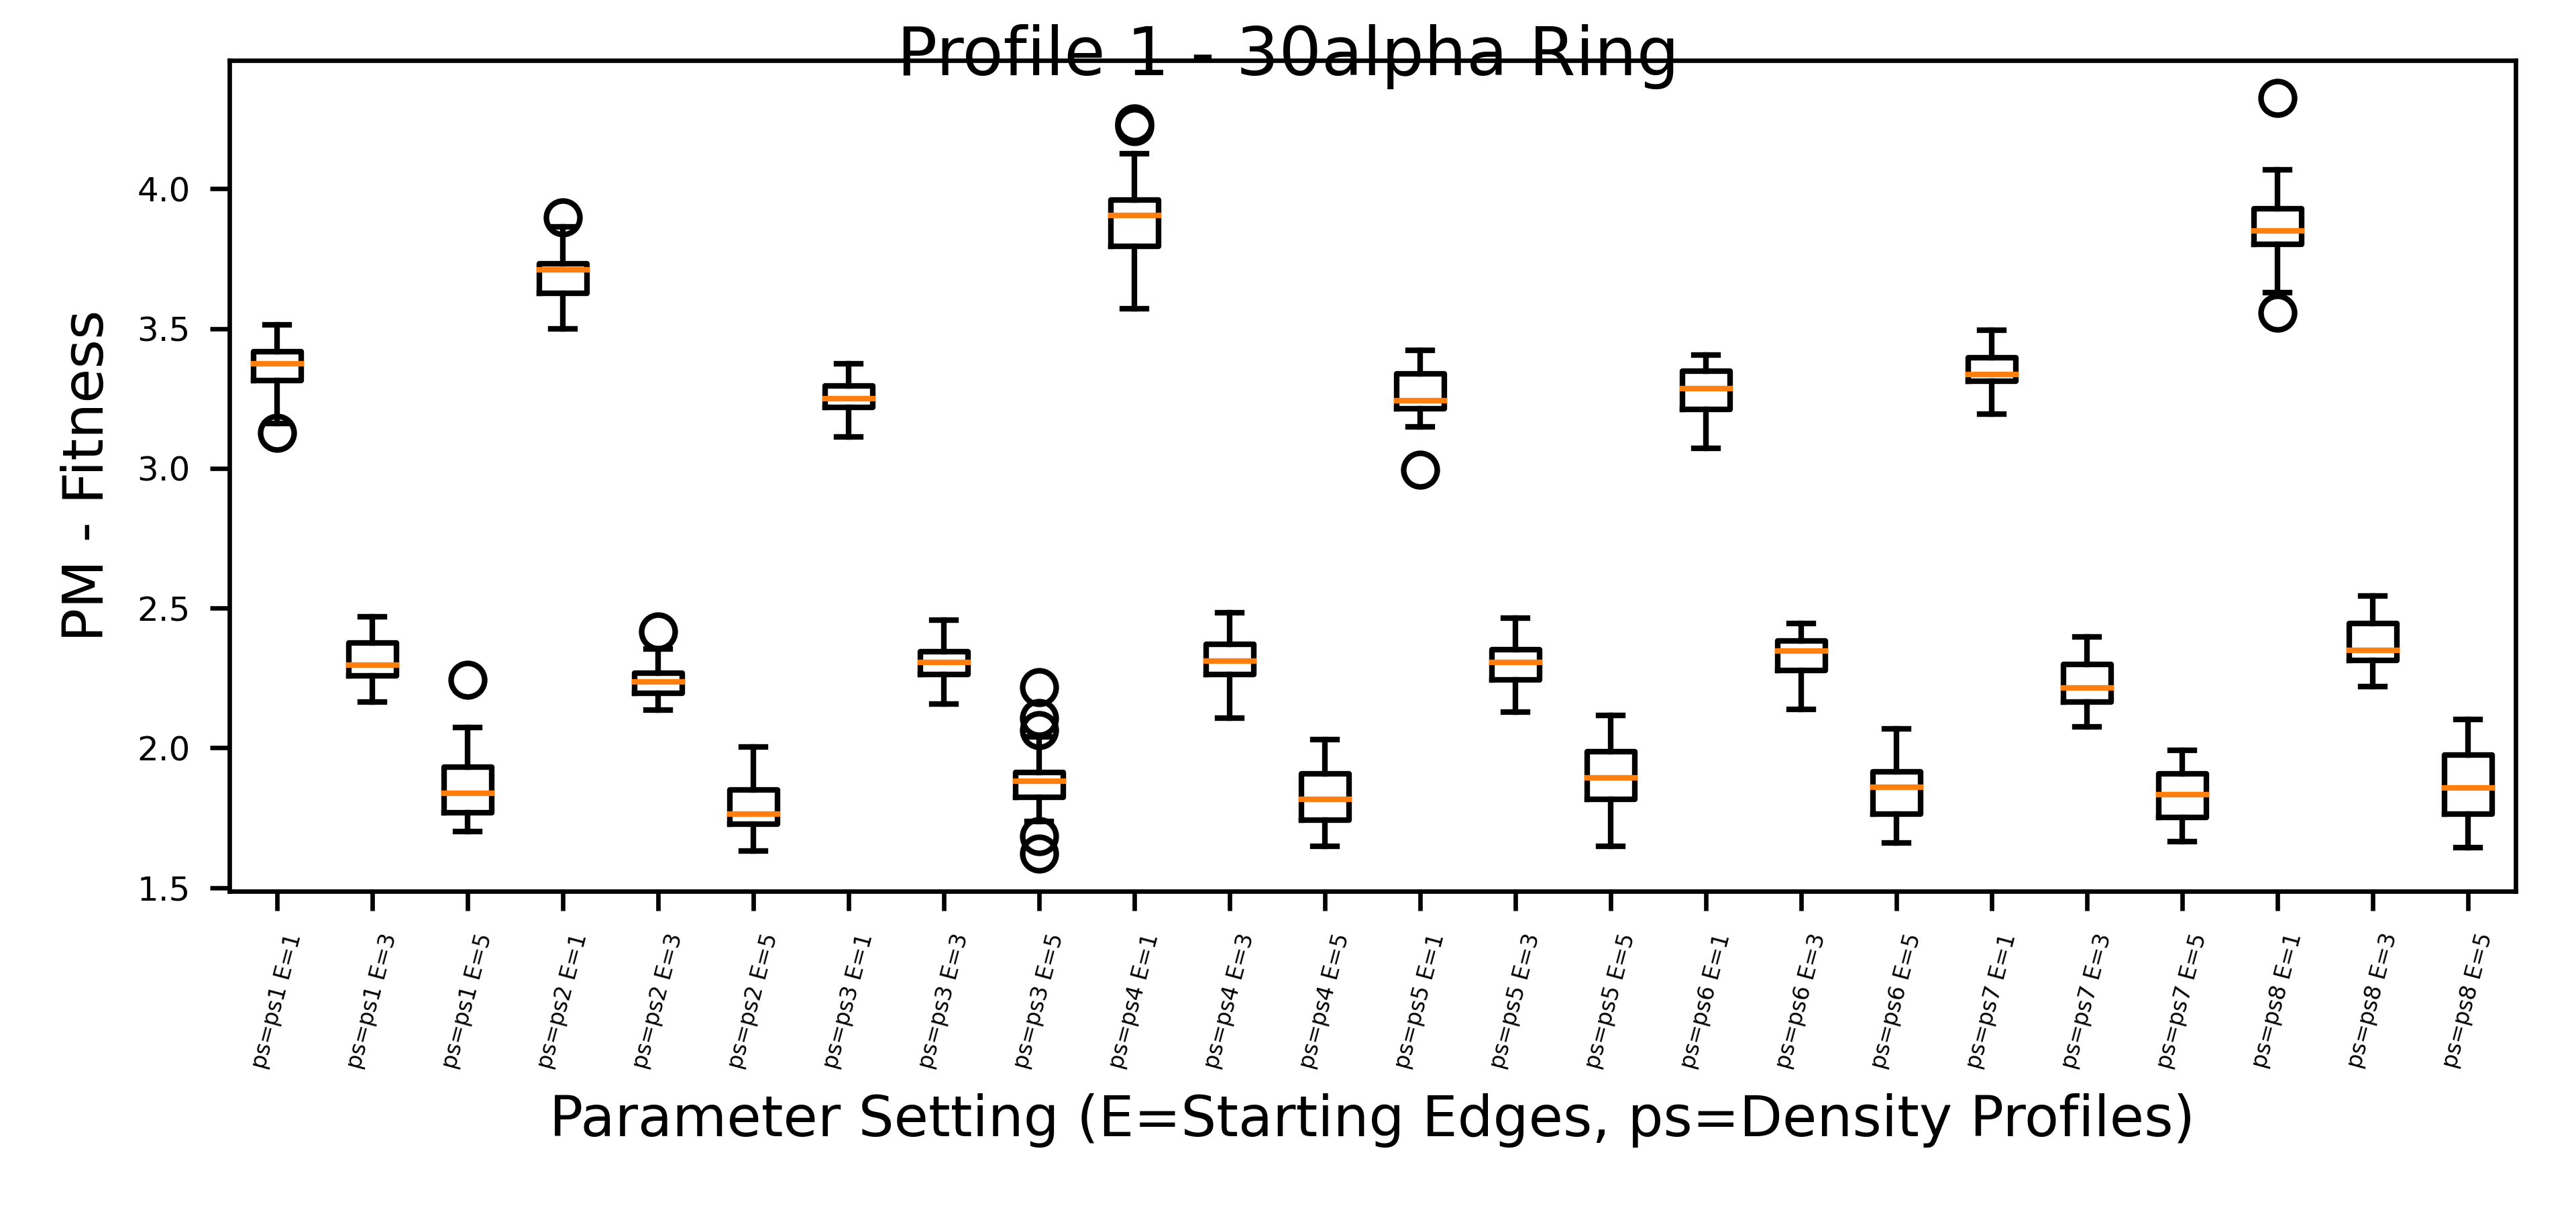 Profile 1 - 30alpha Ring
PM - Fitness
4.0
3.5
3.0
2.5
2.0
1.5
ps=ps1 E=1
ps=ps1 E=3
ps=ps1 E=5
ps=ps2 E=1
ps=ps2 E=3
ps=ps2 E=5
ps=ps3 E=1
ps=ps3 E=3
ps=ps3 E=5
ps=ps4 E=1
ps=ps4 E=3
ps=ps4 E=5
ps=ps5 E=1
ps=ps5 E=3
ps=ps5 E=5
ps=ps6 E=1
ps=ps6 E=3
ps=ps6 E=5
ps=ps7 E=1
ps=ps7 E=3
ps=ps7 E=5
ps=ps8 E=1
ps=ps8 E=3
ps=ps8 E=5
Parameter Setting (E=Starting Edges, ps=Density Profiles)